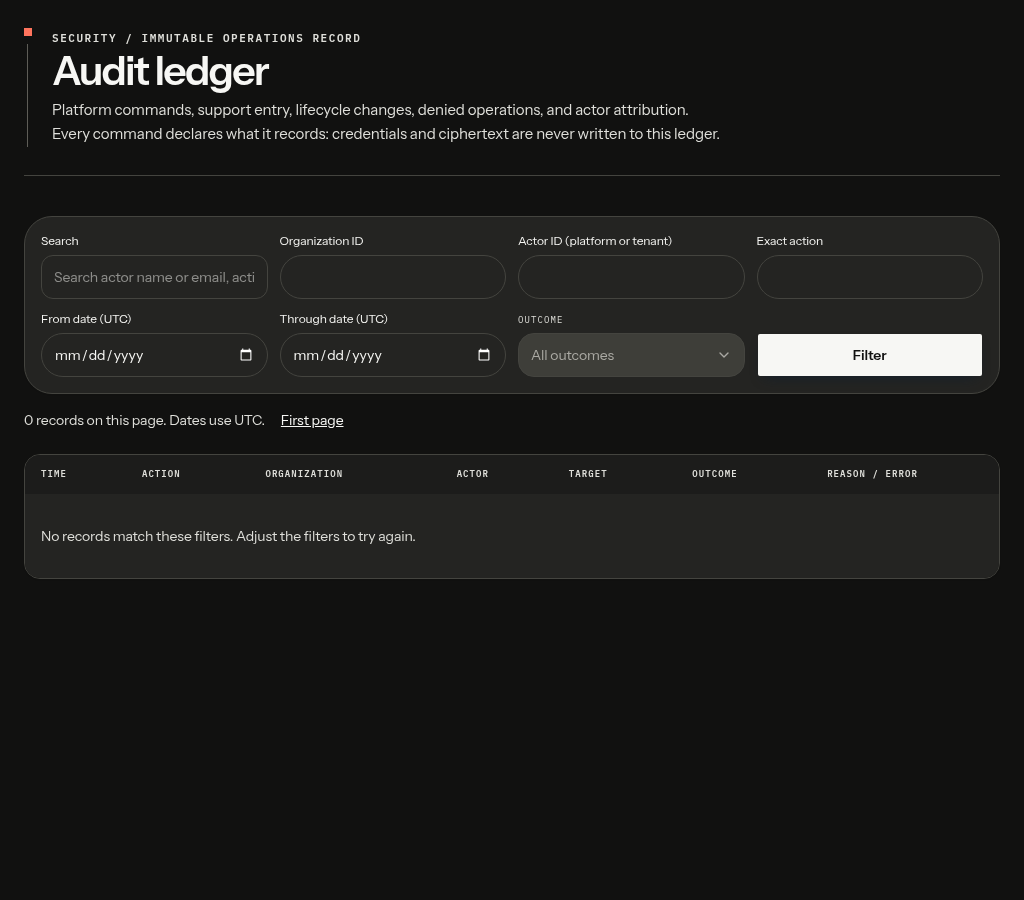 SECURITY / IMMUTABLE OPERATIONS RECORD
Audit ledger
Platform commands, support entry, lifecycle changes, denied operations, and actor attribution.
Every command declares what it records: credentials and ciphertext are never written to this ledger.
Search Organization ID Actor ID (platform or tenant) Exact action
Search actor name or email, acti
From date (UTC) Through date (UTC) OUTCOME
mm/dd/yyyy mm/dd/yyyy All outcomes Filter
0 records on this page. Dates use UTC. First page
TIME ACTION ORGANIZATION ACTOR TARGET OUTCOME REASON / ERROR
No records match these filters. Adjust the filters to try again.